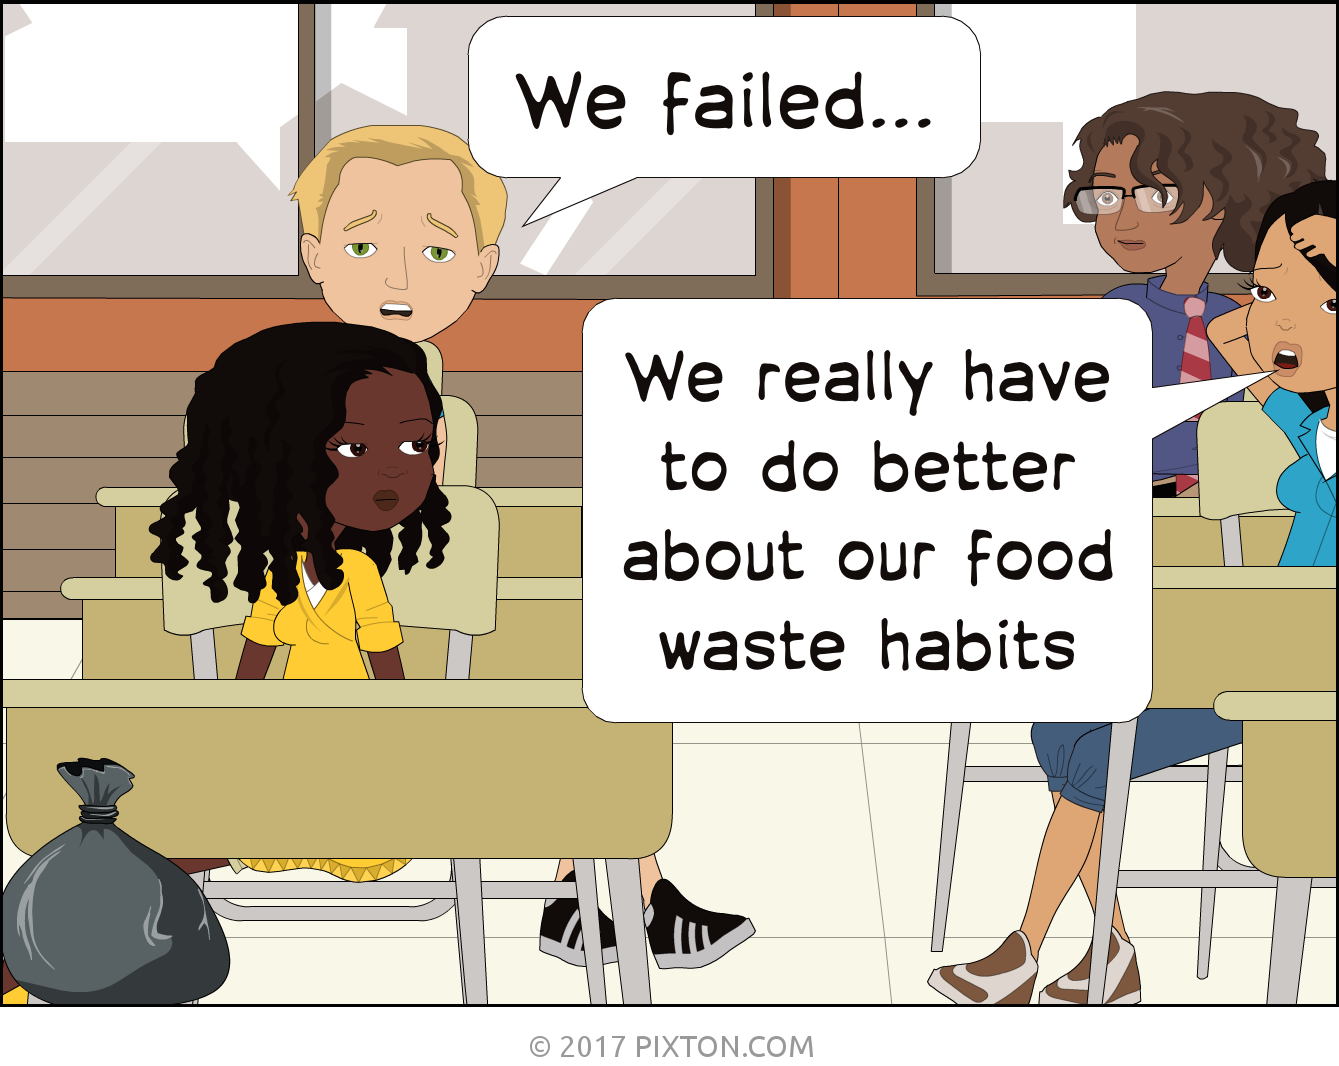 We failed...
We really have
to do better
about our food
waste habits
© 2017 PIXTON.COM